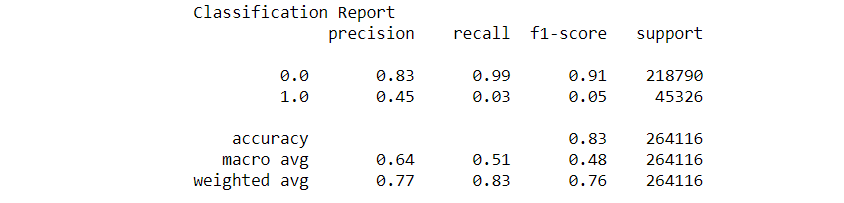 Classification Report
precision recall f1-score support
0.0 0.83 0.99 0.91 218790
1.0 0.45 0.03 0.05 45326
accuracy 0.83 264116
macro avg 0.64 0.51 0.48 264116
weighted avg 0.77 0.83 0.76 264116